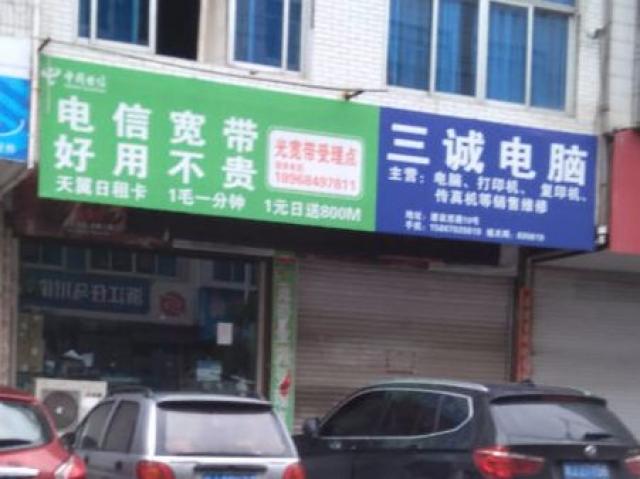 中国电信
电信宽带
好用不贵
光宽带受理点
18968497811
天翼日租卡 1毛一分钟 1元日送800M
三诚电脑
主营：电脑、打印机、复印机、
传真机等销售维修